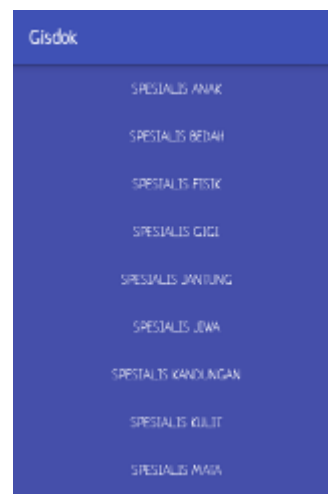 Gisdok
SPESIALIS ANAK
SPESIALIS BEDAH
SPESIALIS FISIK
SPESIALIS GIGI
SPESIALIS JANTUNG
SPESIALIS JIWA
SPESIALIS KANDUNGAN
SPESIALIS KULIT
SPESIALIS MATA